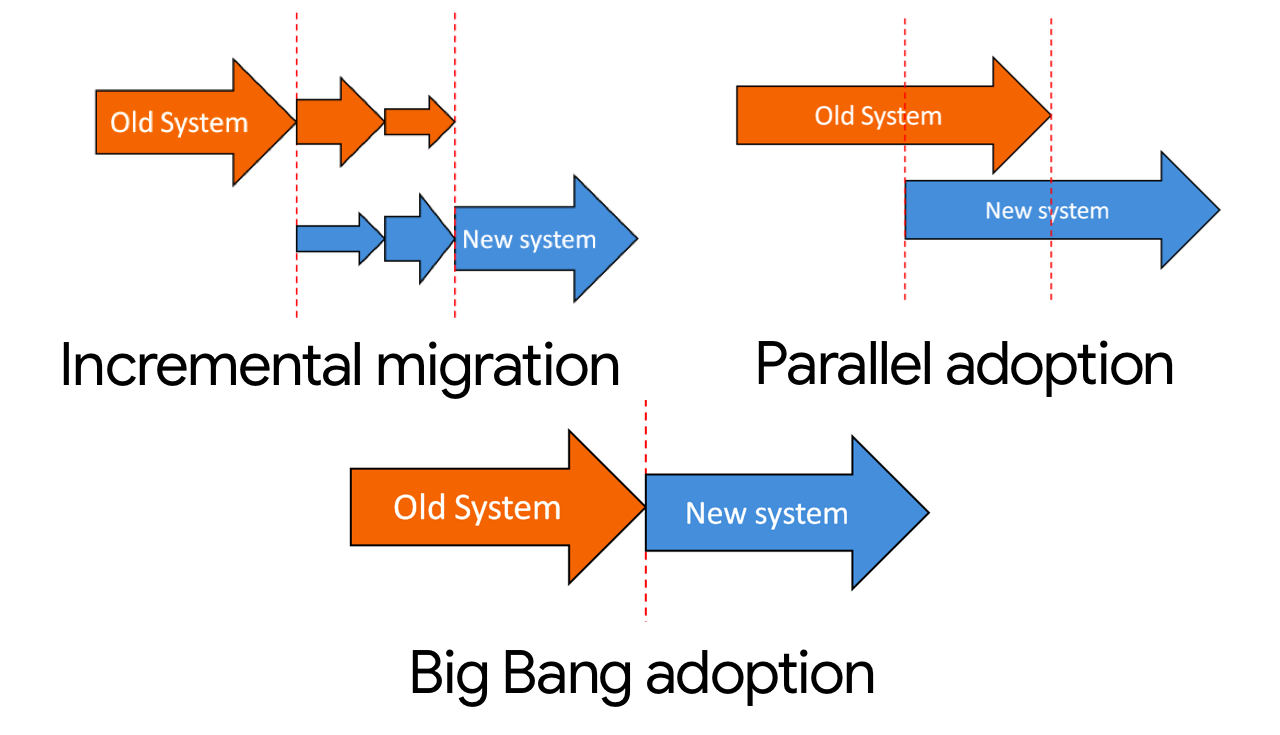 Old System
New system
Incremental migration
Old System
New system
Parallel adoption
Old System
New system
Big Bang adoption